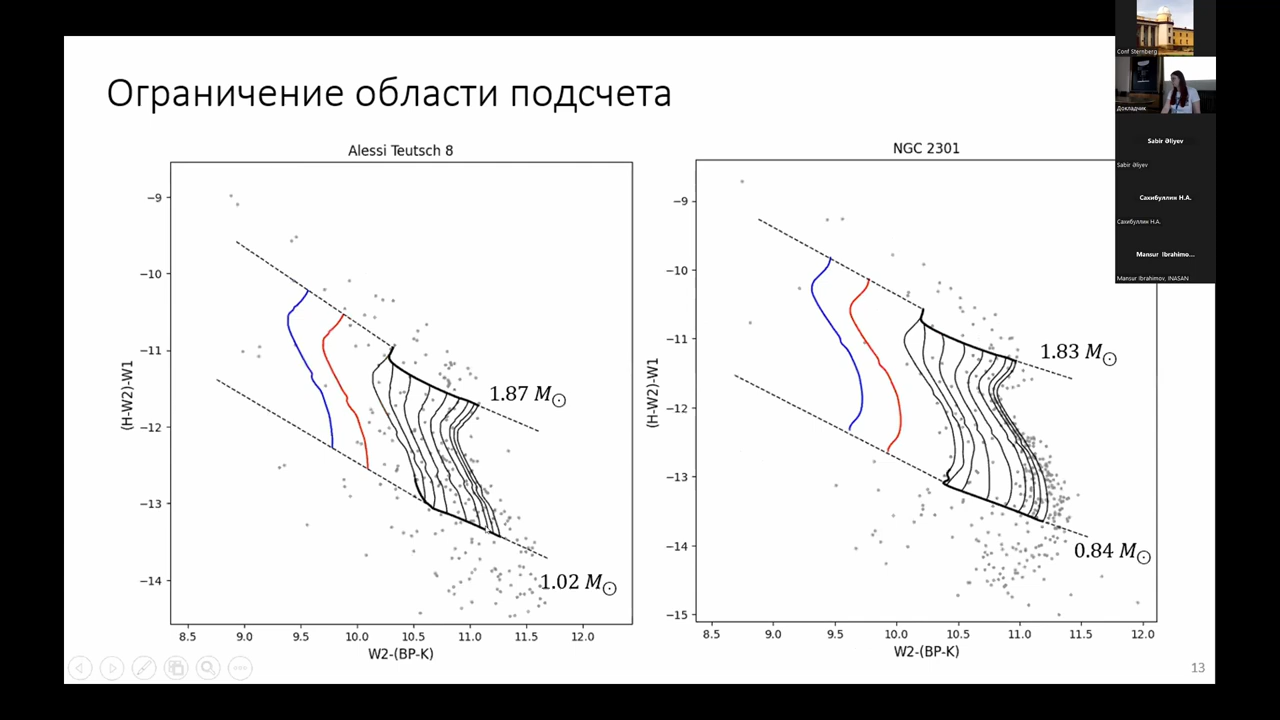 Ограничение области подсчета
Alessi Teutsch 8
−9
−10
−11
−12
−13
−14
(H-W2)-W1
8.5 9.0 9.5 10.0 10.5 11.0 11.5 12.0
W2-(BP-K)
1.87 M☉
1.02 M☉
NGC 2301
−9
−10
−11
−12
−13
−14
−15
(H-W2)-W1
8.5 9.0 9.5 10.0 10.5 11.0 11.5 12.0
W2-(BP-K)
1.83 M☉
0.84 M☉
13
Conf Sternberg
Докладчик
Sabir Əliyev
Sabir Əliyev
Сахибуллин Н.А.
Сахибуллин Н.А.
Mansur Ibrahimo...
Mansur Ibrahimov, INASAN